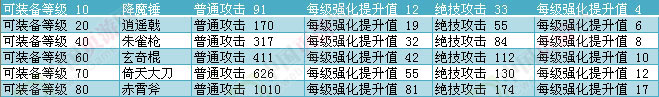 可装备等级 10 降魔锤 普通攻击 91 每级强化提升值 12 绝技攻击 33 每级强化提升值 4
可装备等级 20 逍遥戟 普通攻击 170 每级强化提升值 19 绝技攻击 55 每级强化提升值 6
可装备等级 40 朱雀枪 普通攻击 317 每级强化提升值 32 绝技攻击 84 每级强化提升值 8
可装备等级 60 玄奇棍 普通攻击 411 每级强化提升值 42 绝技攻击 112 每级强化提升值 10
可装备等级 70 倚天大刀 普通攻击 626 每级强化提升值 55 绝技攻击 130 每级强化提升值 12
可装备等级 80 赤霄斧 普通攻击 1010 每级强化提升值 81 绝技攻击 174 每级强化提升值 17